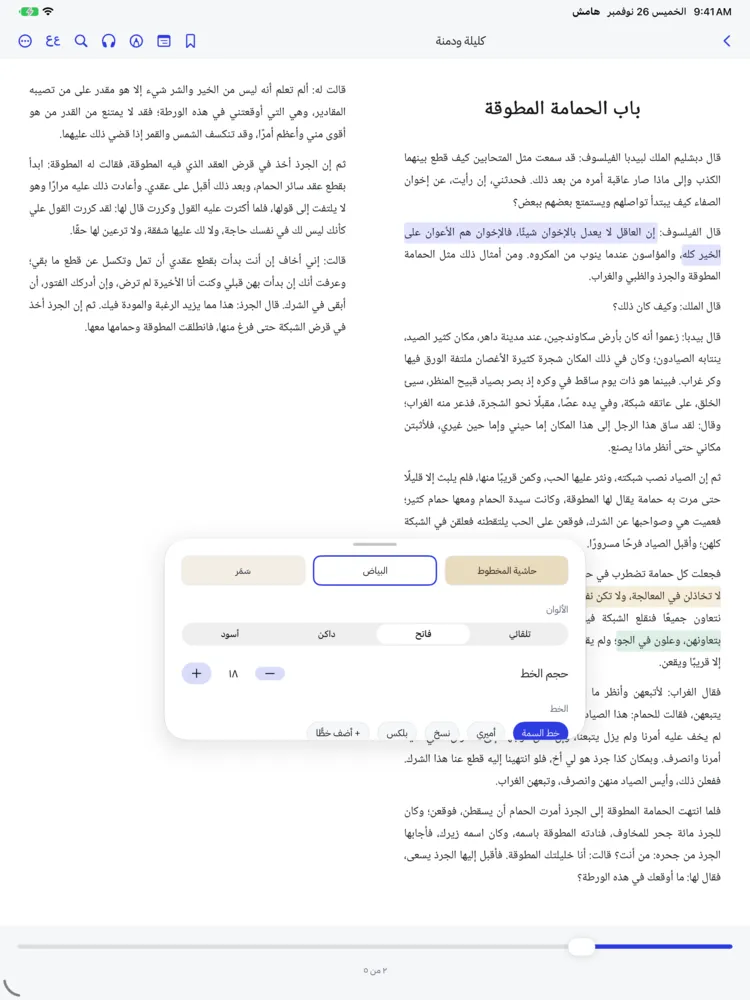 9:41 AM الخميس 26 نوفمبر هامش
كليلة ودمنة
عع
باب الحمامة المطوقة
قال دبشليم الملك لبيدبا الفيلسوف: قد سمعت مثل المتحابين كيف قطع بينهما
الكذب وإلى ماذا صار عاقبة أمره من بعد ذلك. فحدثني، إن رأيت، عن إخوان
الصفاء كيف يبتدأ تواصلهم ويستمتع بعضهم ببعض؟
قال الفيلسوف: إن العاقل لا يعدل بالإخوان شيئًا، فالإخوان هم الأعوان على
الخير كله، والمؤاسون عندما ينوب من المكروه. ومن أمثال ذلك مثل الحمامة
المطوقة والجرذ والظبي والغراب.
قال الملك: وكيف كان ذلك؟
قال بيدبا: زعموا أنه كان بأرض سكاوندجين، عند مدينة داهر، مكان كثير الصيد،
ينتابه الصيادون؛ وكان في ذلك المكان شجرة كثيرة الأغصان ملتفة الورق فيها
وكر غراب. فبينما هو ذات يوم ساقط في وكره إذ بصر بصياد قبيح المنظر، سيئ
الخلق، على عاتقه شبكة، وفي يده عصًا، مقبلًا نحو الشجرة، فذعر منه الغراب؛
وقال: لقد ساق هذا الرجل إلى هذا المكان إما حيني وإما حين غيري، فلأثبتن
مكاني حتى أنظر ماذا يصنع.
ثم إن الصياد نصب شبكته، ونثر عليها الحب، وكمن قريبًا منها، فلم يلبث إلا قليلًا
حتى مرت به حمامة يقال لها المطوقة، وكانت سيدة الحمام ومعها حمام كثير؛
فعميت هي وصواحبها عن الشرك، فوقعن على الحب يلتقطنه فعلقن في الشبكة
كلهن؛ وأقبل الصياد فرحًا مسرورًا.
فجعلت كل حمامة تضطرب في
لا تخاذلن في المعالجة، ولا تكن
نتعاون جميعًا فنقلع الشبكة
بتعاونهن، وعلون في الجو؛ ولم
إلا قريبًا ويقعن.
فقال الغراب: لأتبعهن وأنظر ما
يتبعهن، فقالت للحمام: هذا الصياد
لم يخف عليه أمرنا ولم يزل يتبعنا،
أمرنا وانصرف. وبمكان كذا جرذ هو لي أخ، فلو انتهينا إليه قطع عنا هذا الشرك.
ففعلن ذلك، وأيس الصياد منهن وانصرف، وتبعهن الغراب.
فلما انتهت الحمامة المطوقة إلى الجرذ أمرت الحمام أن يسقطن، فوقعن؛ وكان
للجرذ مائة جحر للمخاوف، فنادته المطوقة باسمه، وكان اسمه زيرك، فأجابها
الجرذ من جحره: من أنت؟ قالت: أنا خليلتك المطوقة. فأقبل إليها الجرذ يسعى،
فقال لها: ما أوقعك في هذه الورطة؟
قالت له: ألم تعلم أنه ليس من الخير والشر شيء إلا هو مقدر على من تصيبه
المقادير، وهي التي أوقعتني في هذه الورطة؛ فقد لا يمتنع من القدر من هو
أقوى مني وأعظم أمرًا، وقد تنكسف الشمس والقمر إذا قضي ذلك عليهما.
ثم إن الجرذ أخذ في قرض العقد الذي فيه المطوقة، فقالت له المطوقة: ابدأ
بقطع عقد سائر الحمام، وبعد ذلك أقبل على عقدي. وأعادت ذلك عليه مرارًا وهو
لا يلتفت إلى قولها، فلما أكثرت عليه القول وكررت قال لها: لقد كررت القول علي
كأنك ليس لك في نفسك حاجة، ولا لك عليها شفقة، ولا ترعين لها حقًا.
قالت: إني أخاف إن أنت بدأت بقطع عقدي أن تمل وتكسل عن قطع ما بقي؛
وعرفت أنك إن بدأت بهن قبلي وكنت أنا الأخيرة لم ترض، وإن أدركك الفتور، أن
أبقى في الشرك. قال الجرذ: هذا مما يزيد الرغبة والمودة فيك. ثم إن الجرذ أخذ
في قرض الشبكة حتى فرغ منها، فانطلقت المطوقة وحمامها معها.
حاشية المخطوط البياض سَمَر
الألوان
تلقائي فاتح داكن أسود
حجم الخط − ١٨ +
الخط
خط السمة أميري نسخ بلكس + أضف خطًّا
٢ من ٥